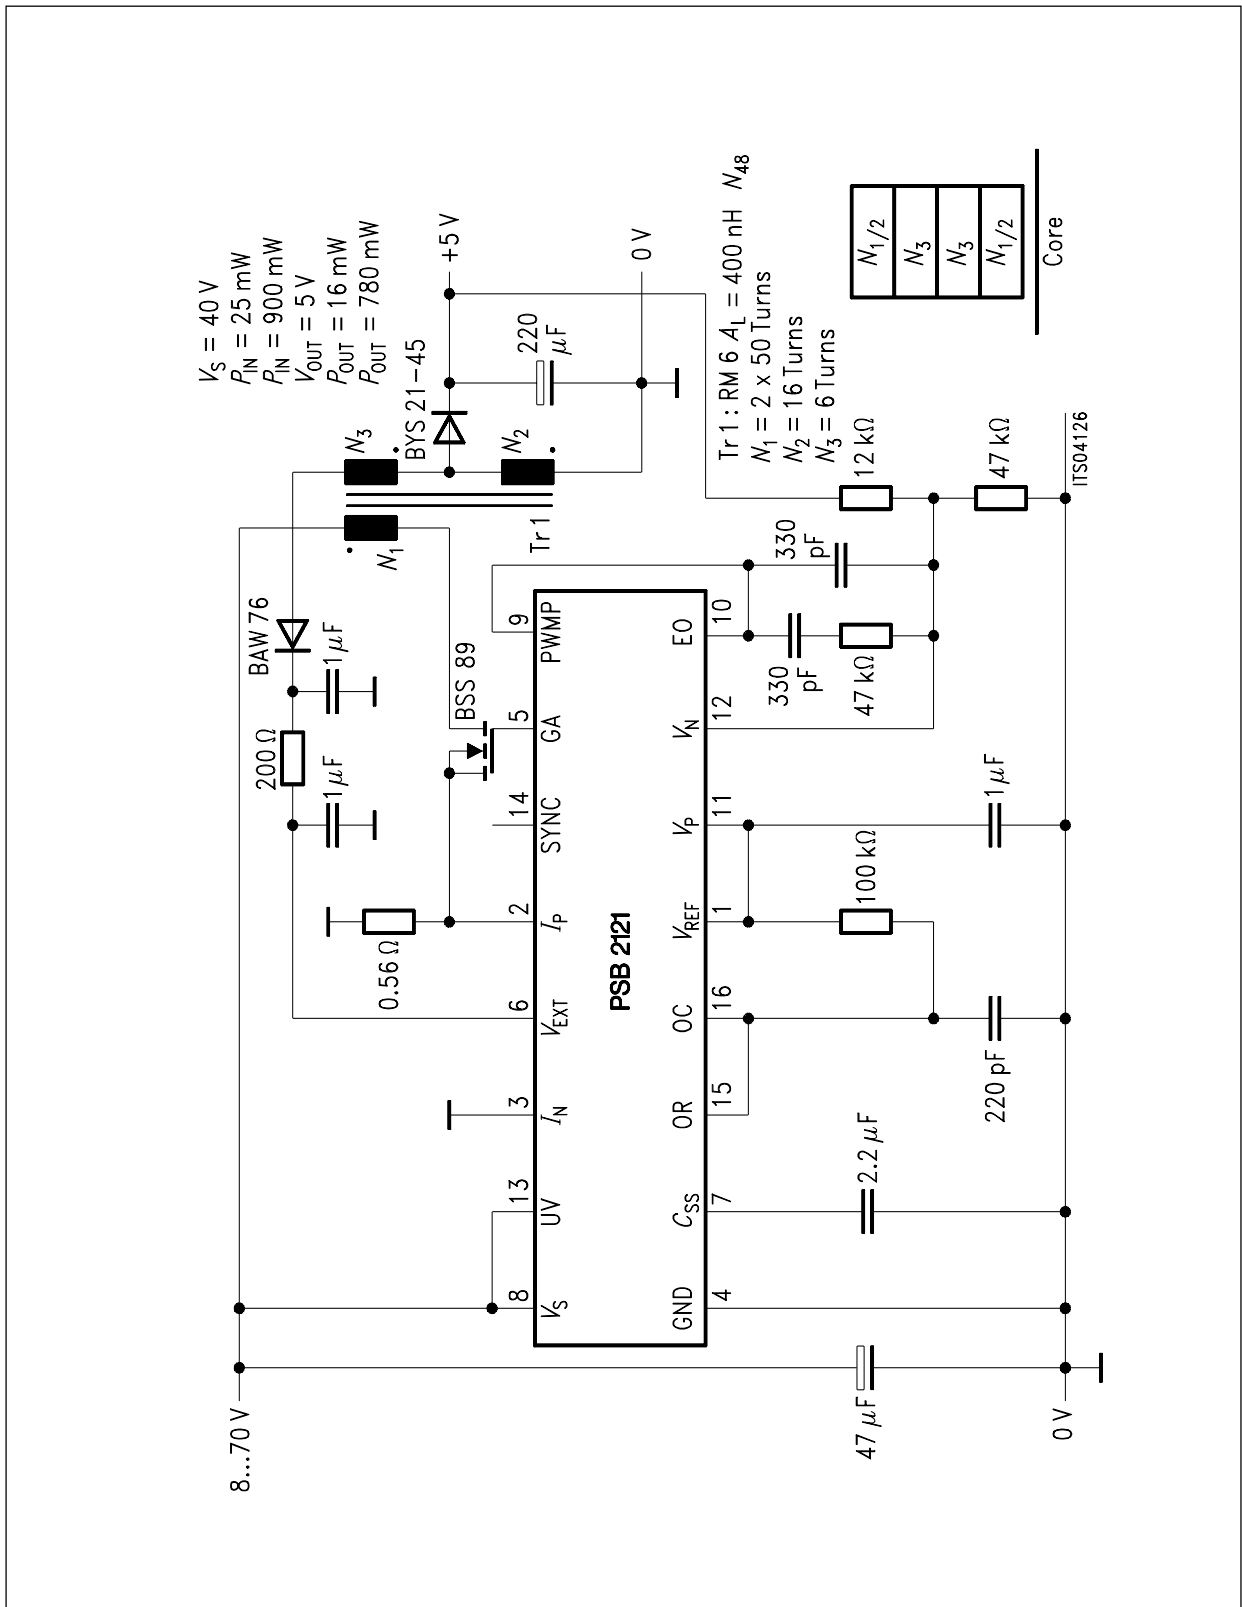 V_S = 40 V
P_IN = 25 mW
P_IN = 900 mW
V_OUT = 5 V
P_OUT = 16 mW
P_OUT = 780 mW
8...70 V
BAW 76
200 Ω
1 µF
1 µF
N_3
N_1
N_2
Tr 1
BYS 21-45
+5 V
220
µF
0 V
0.56 Ω
BSS 89
8
13
3
6
2
14
5
9
V_S
UV
I_N
V_EXT
I_P
SYNC
GA
PWMP
PSB 2121
GND
C_SS
OR
OC
V_REF
V_P
V_N
EO
4
7
15
16
1
11
12
10
47 µF
2.2 µF
220 pF
100 kΩ
1 µF
330
pF
47 kΩ
330
pF
12 kΩ
47 kΩ
0 V
Tr 1 : RM 6 A_L = 400 nH N_48
N_1 = 2 x 50 Turns
N_2 = 16 Turns
N_3 = 6 Turns
N_1/2
N_3
N_3
N_1/2
Core
ITS04126